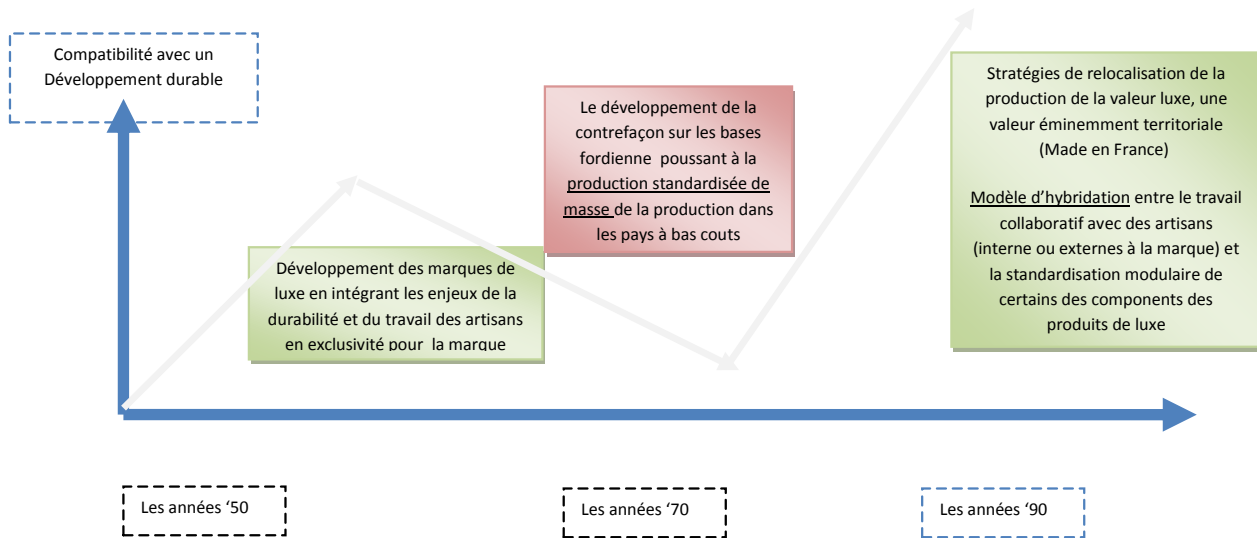 Compatibilité avec un
Développement durable
Développement des marques de
luxe en intégrant les enjeux de la
durabilité et du travail des artisans
en exclusivité pour la marque
Le développement de la
contrefaçon sur les bases
fordienne poussant à la
production standardisée de
masse de la production dans
les pays à bas couts
Stratégies de relocalisation de la
production de la valeur luxe, une
valeur éminemment territoriale
(Made en France)
Modèle d’hybridation entre le travail
collaboratif avec des artisans
(interne ou externes à la marque) et
la standardisation modulaire de
certains des components des
produits de luxe
Les années ‘50
Les années ‘70
Les années ‘90